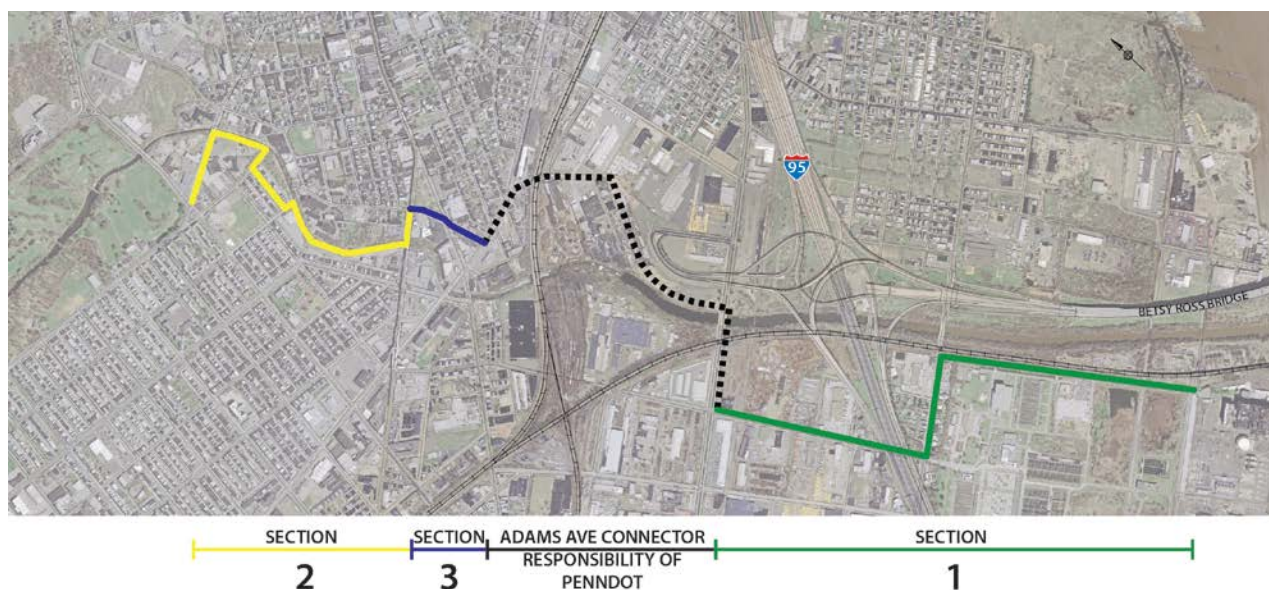 95
BETSY ROSS BRIDGE
SECTION
2
SECTION
3
ADAMS AVE CONNECTOR
RESPONSIBILITY OF
PENNDOT
SECTION
1